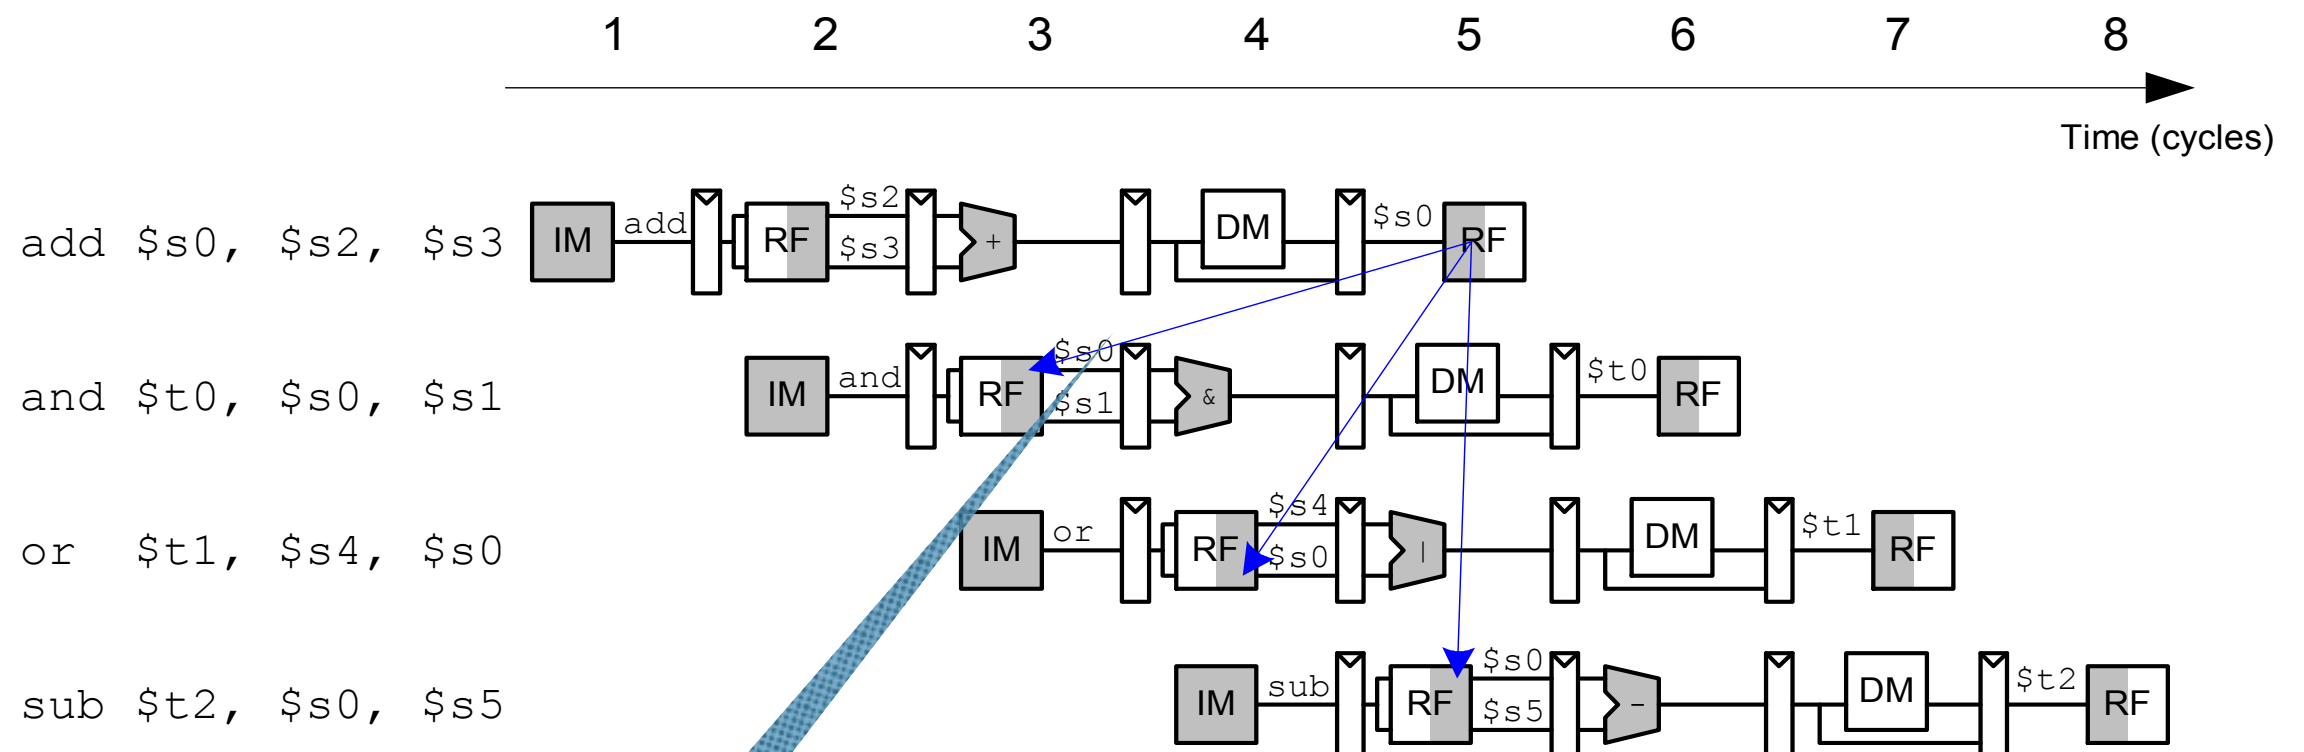 1 2 3 4 5 6 7 8
Time (cycles)
add $s0, $s2, $s3 IM add RF $s2 $s3 + DM $s0 RF
and $t0, $s0, $s1 IM and RF $s0 $s1 & DM $t0 RF
or $t1, $s4, $s0 IM or RF $s4 $s0 | DM $t1 RF
sub $t2, $s0, $s5 IM sub RF $s0 $s5 - DM $t2 RF